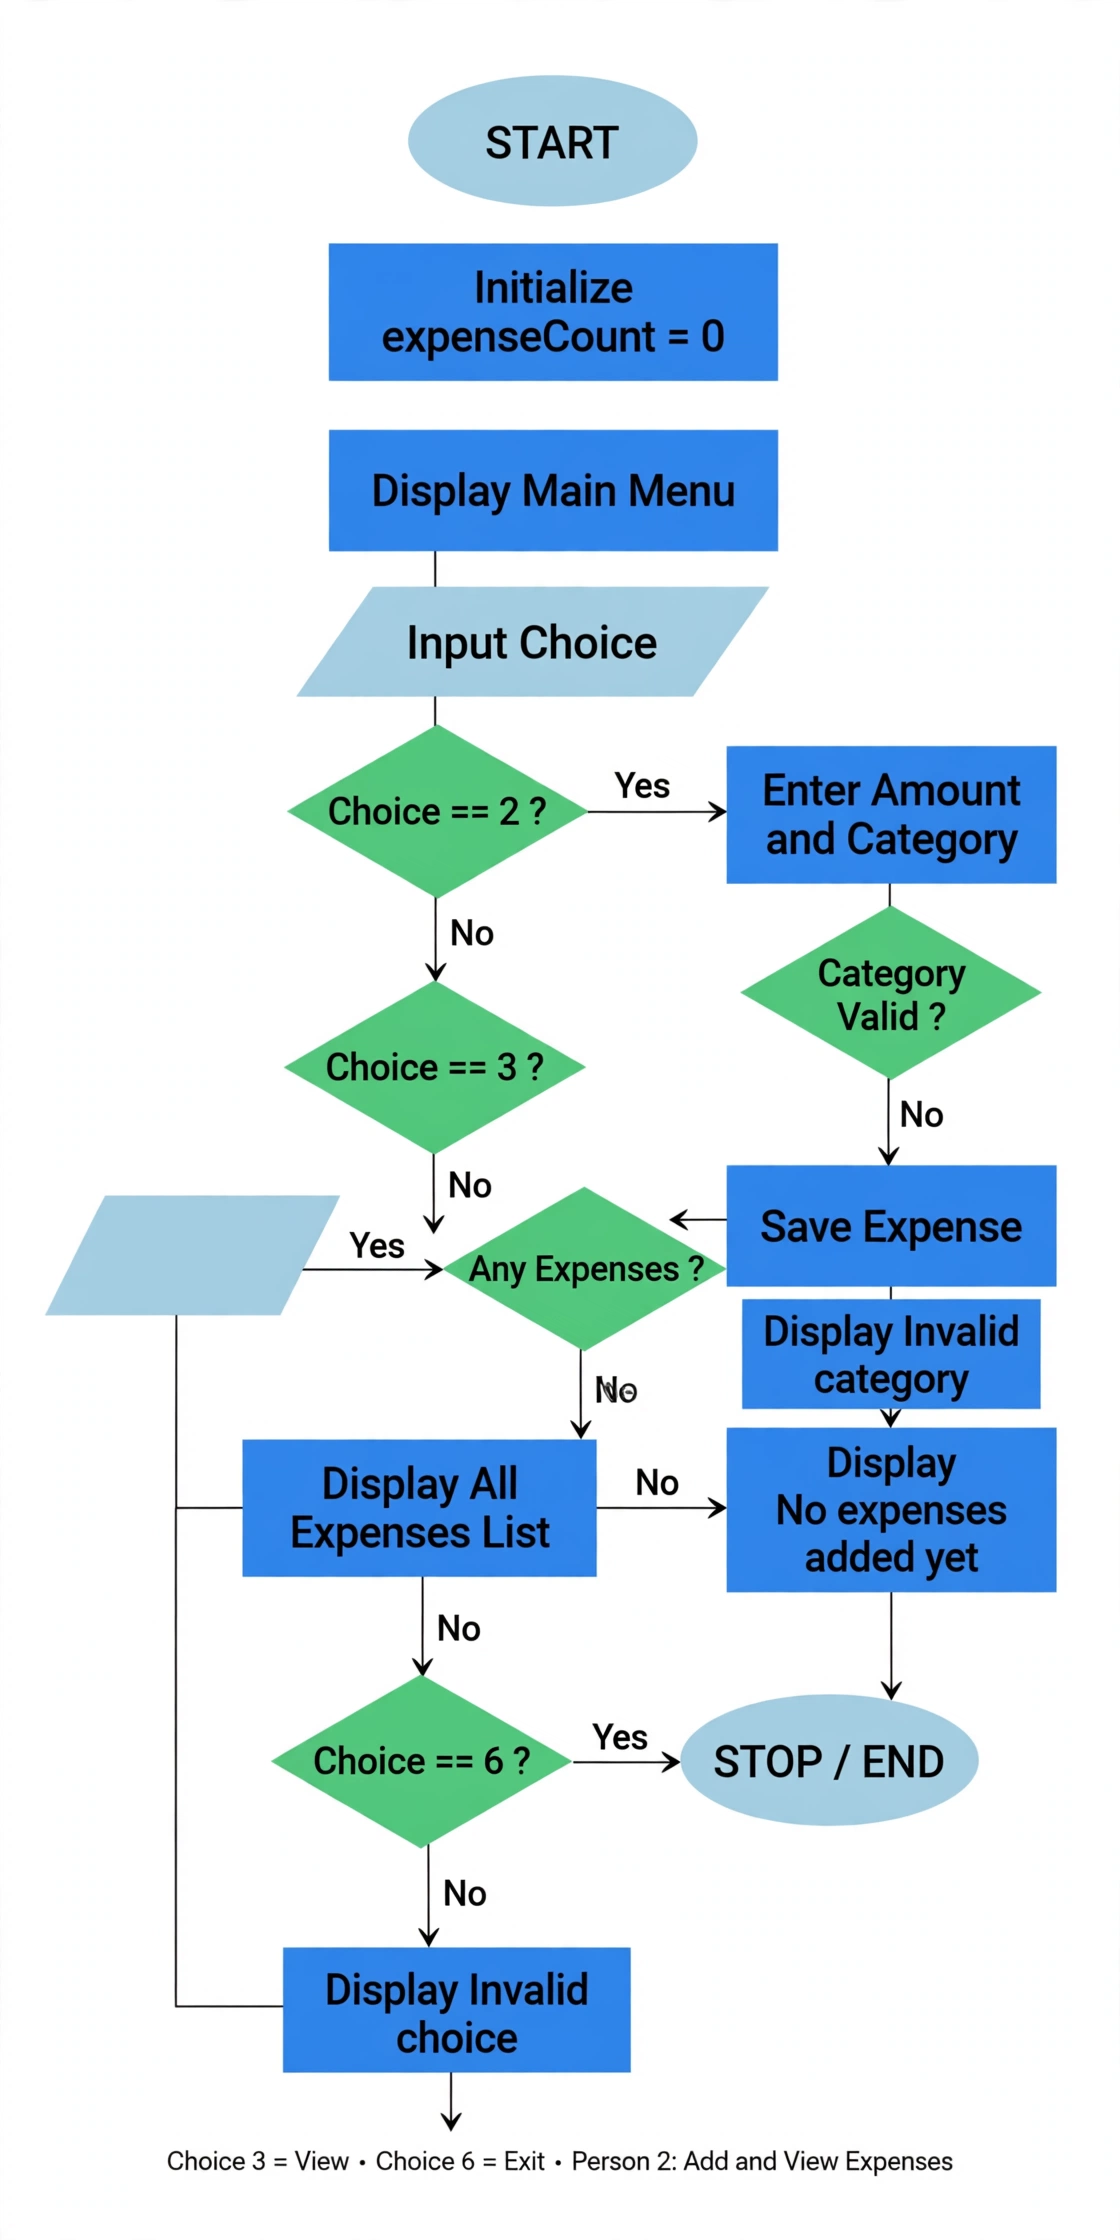 START
Initialize
expenseCount = 0
Display Main Menu
Input Choice
Choice == 2 ?
Yes
Enter Amount
and Category
No
Category
Valid ?
Choice == 3 ?
No
No
Yes
Any Expenses ?
Save Expense
Display Invalid
category
No
Display All
Expenses List
No
Display
No expenses
added yet
No
Choice == 6 ?
Yes
STOP / END
No
Display Invalid
choice
Choice 3 = View • Choice 6 = Exit • Person 2: Add and View Expenses